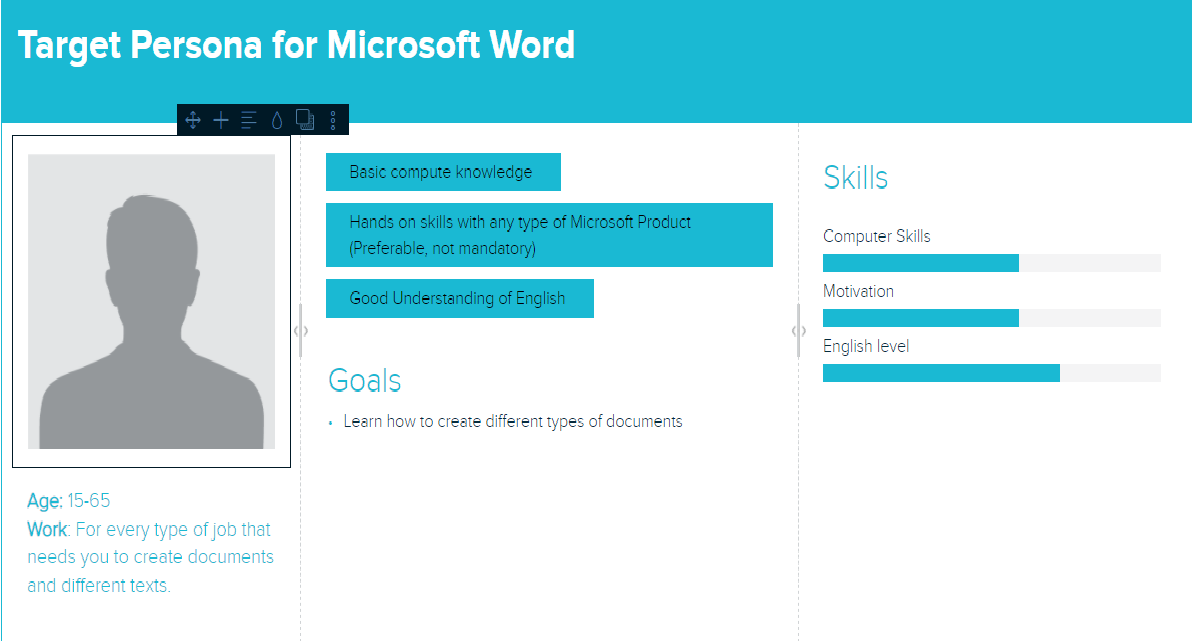 Target Persona for Microsoft Word
Age: 15-65
Work: For every type of job that
needs you to create documents
and different texts.
Basic compute knowledge
Hands on skills with any type of Microsoft Product
(Preferable, not mandatory)
Good Understanding of English
Goals
Learn how to create different types of documents
Skills
Computer Skills
Motivation
English level